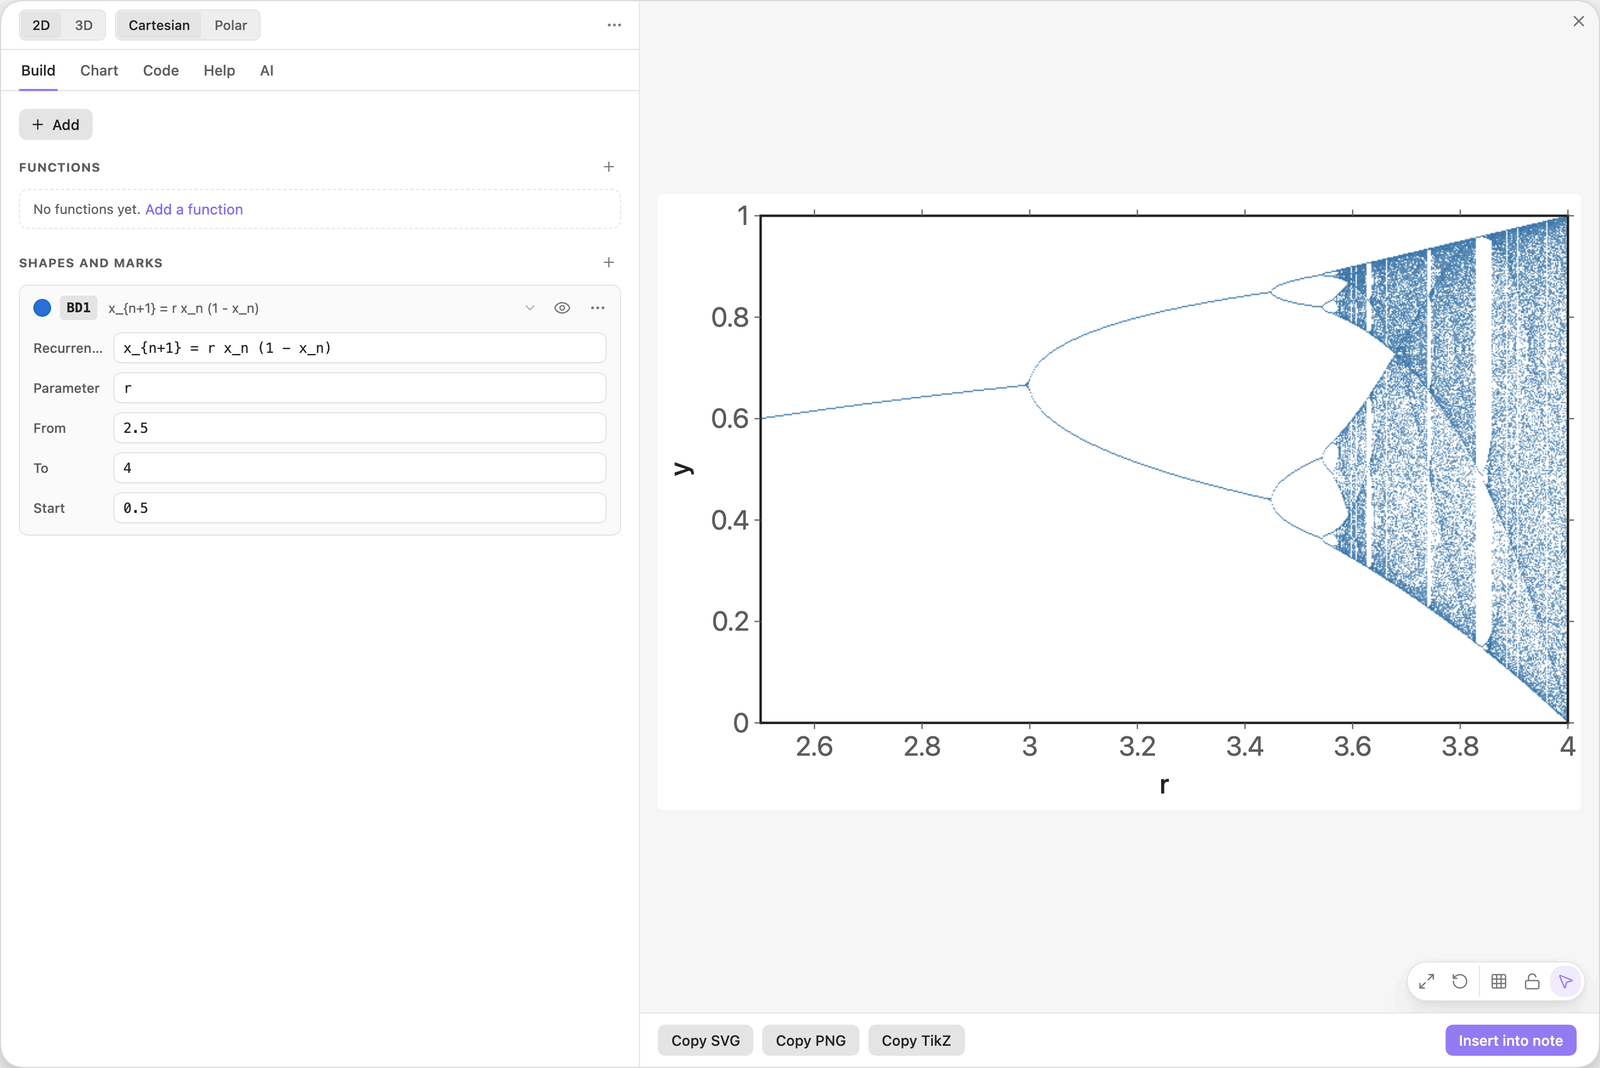 2D 3D Cartesian Polar
Build Chart Code Help AI
+ Add
FUNCTIONS
No functions yet. Add a function
SHAPES AND MARKS
BD1 x_{n+1} = r x_n (1 - x_n)
Recurren... x_{n+1} = r x_n (1 − x_n)
Parameter r
From 2.5
To 4
Start 0.5
1
0.8
0.6
0.4
0.2
0
y
2.6 2.8 3 3.2 3.4 3.6 3.8 4
r
Copy SVG Copy PNG Copy TikZ Insert into note